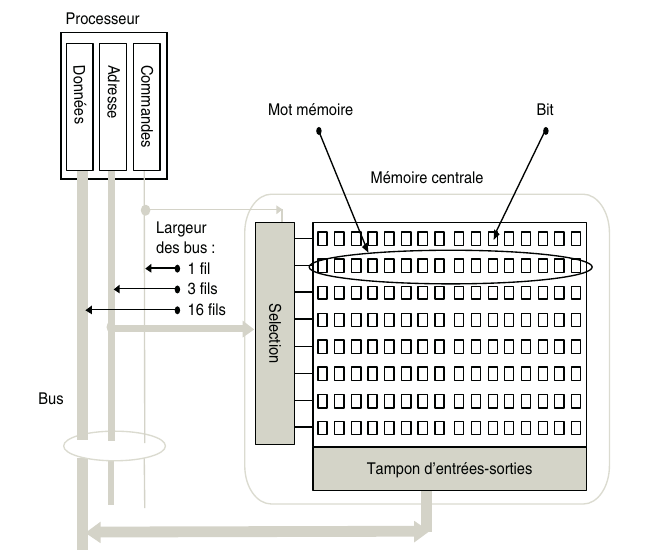 Processeur
Données
Adresse
Commandes
Mot mémoire
Bit
Mémoire centrale
Largeur
des bus :
1 fil
3 fils
16 fils
Selection
Bus
Tampon d'entrées-sorties